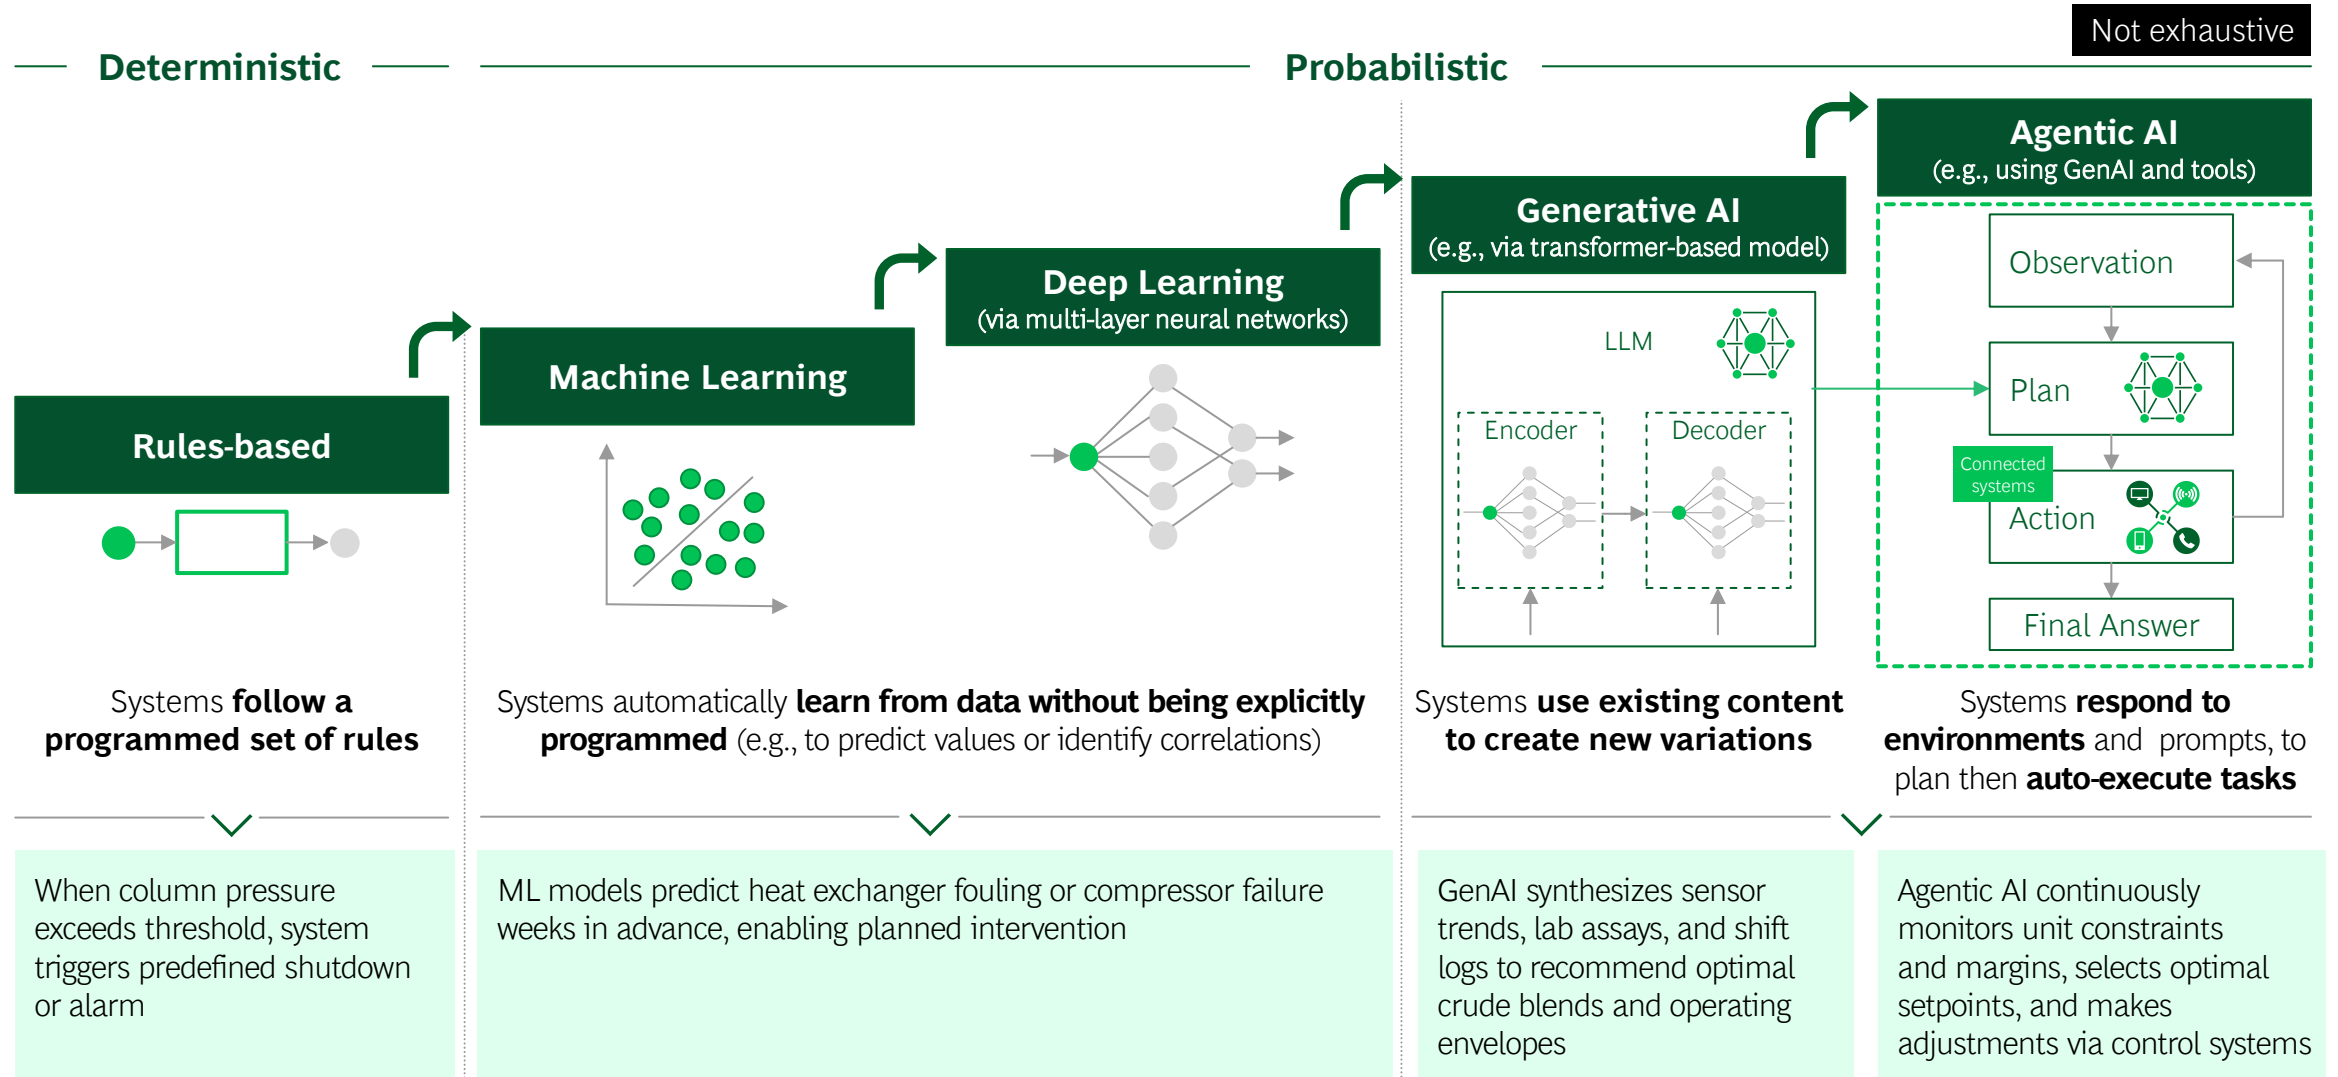 Not exhaustive
Deterministic
Probabilistic
Rules-based
Machine Learning
Deep Learning
(via multi-layer neural networks)
Generative AI
(e.g., via transformer-based model)
Agentic AI
(e.g., using GenAI and tools)
LLM
Encoder
Decoder
Observation
Plan
Connected
systems
Action
Final Answer
Systems follow a
programmed set of rules
Systems automatically learn from data without being explicitly
programmed (e.g., to predict values or identify correlations)
Systems use existing content
to create new variations
Systems respond to
environments and prompts, to
plan then auto-execute tasks
When column pressure
exceeds threshold, system
triggers predefined shutdown
or alarm
ML models predict heat exchanger fouling or compressor failure
weeks in advance, enabling planned intervention
GenAI synthesizes sensor
trends, lab assays, and shift
logs to recommend optimal
crude blends and operating
envelopes
Agentic AI continuously
monitors unit constraints
and margins, selects optimal
setpoints, and makes
adjustments via control systems